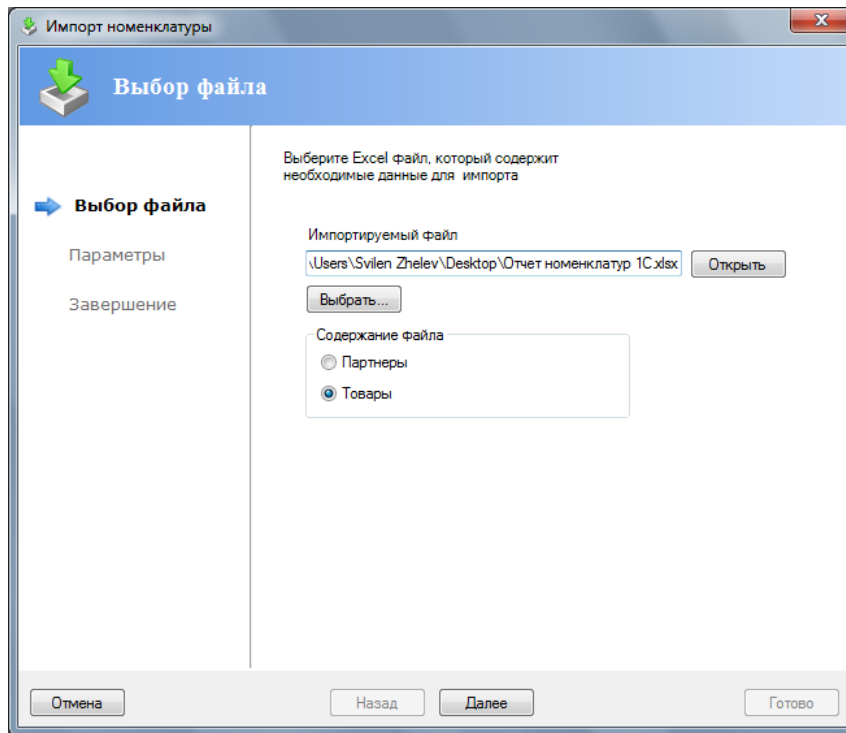 Импорт номенклатуры
Выбор файла
Выберите Excel файл, который содержит
необходимые данные для импорта
Выбор файла
Параметры
Завершение
Импортируемый файл
\Users\Svilen Zhelev\Desktop\Отчет номенклатур 1C.xlsx
Открыть
Выбрать...
Содержание файла
Партнеры
Товары
Отмена
Назад
Далее
Готово